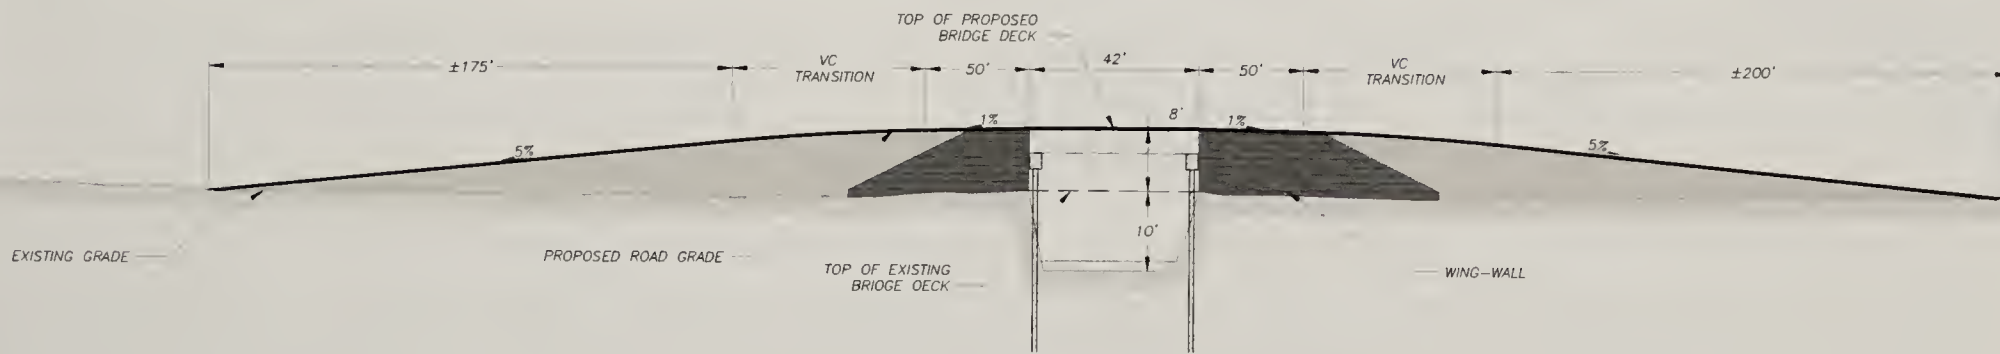 TOP OF PROPOSEO
BRIDGE DECK
±175'
VC
TRANSITION
50'
42'
50'
VC
TRANSITION
±200'
5%
1%
8'
1%
5%
10'
EXISTING GRADE
PROPOSED ROAD GRADE
TOP OF EXISTING
BRIOGE OECK
WING-WALL